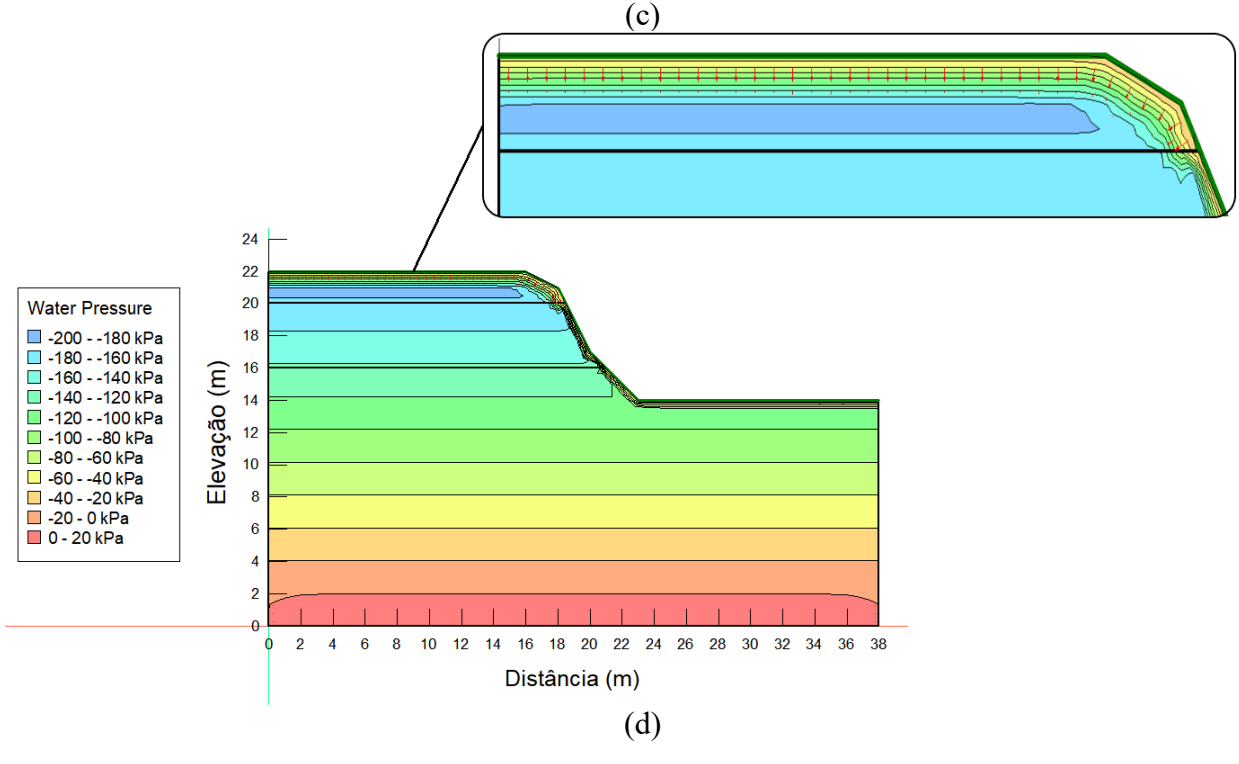 (c)
24
22
20
18
16
14
12
10
8
6
4
2
0
Elevação (m)
Water Pressure
-200 - -180 kPa
-180 - -160 kPa
-160 - -140 kPa
-140 - -120 kPa
-120 - -100 kPa
-100 - -80 kPa
-80 - -60 kPa
-60 - -40 kPa
-40 - -20 kPa
-20 - 0 kPa
0 - 20 kPa
0 2 4 6 8 10 12 14 16 18 20 22 24 26 28 30 32 34 36 38
Distância (m)
(d)